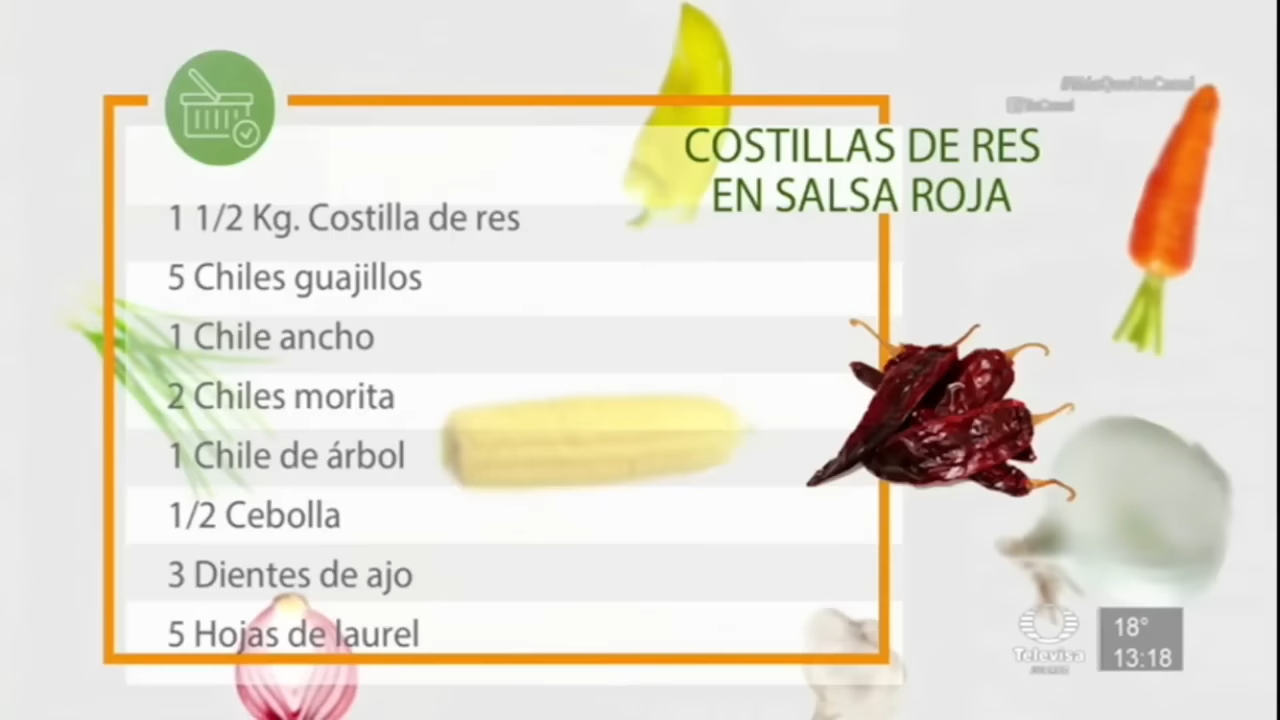 COSTILLAS DE RES
EN SALSA ROJA
1 1/2 Kg. Costilla de res
5 Chiles guajillos
1 Chile ancho
2 Chiles morita
1 Chile de árbol
1/2 Cebolla
3 Dientes de ajo
5 Hojas de laurel
Televisa
18°
13:18